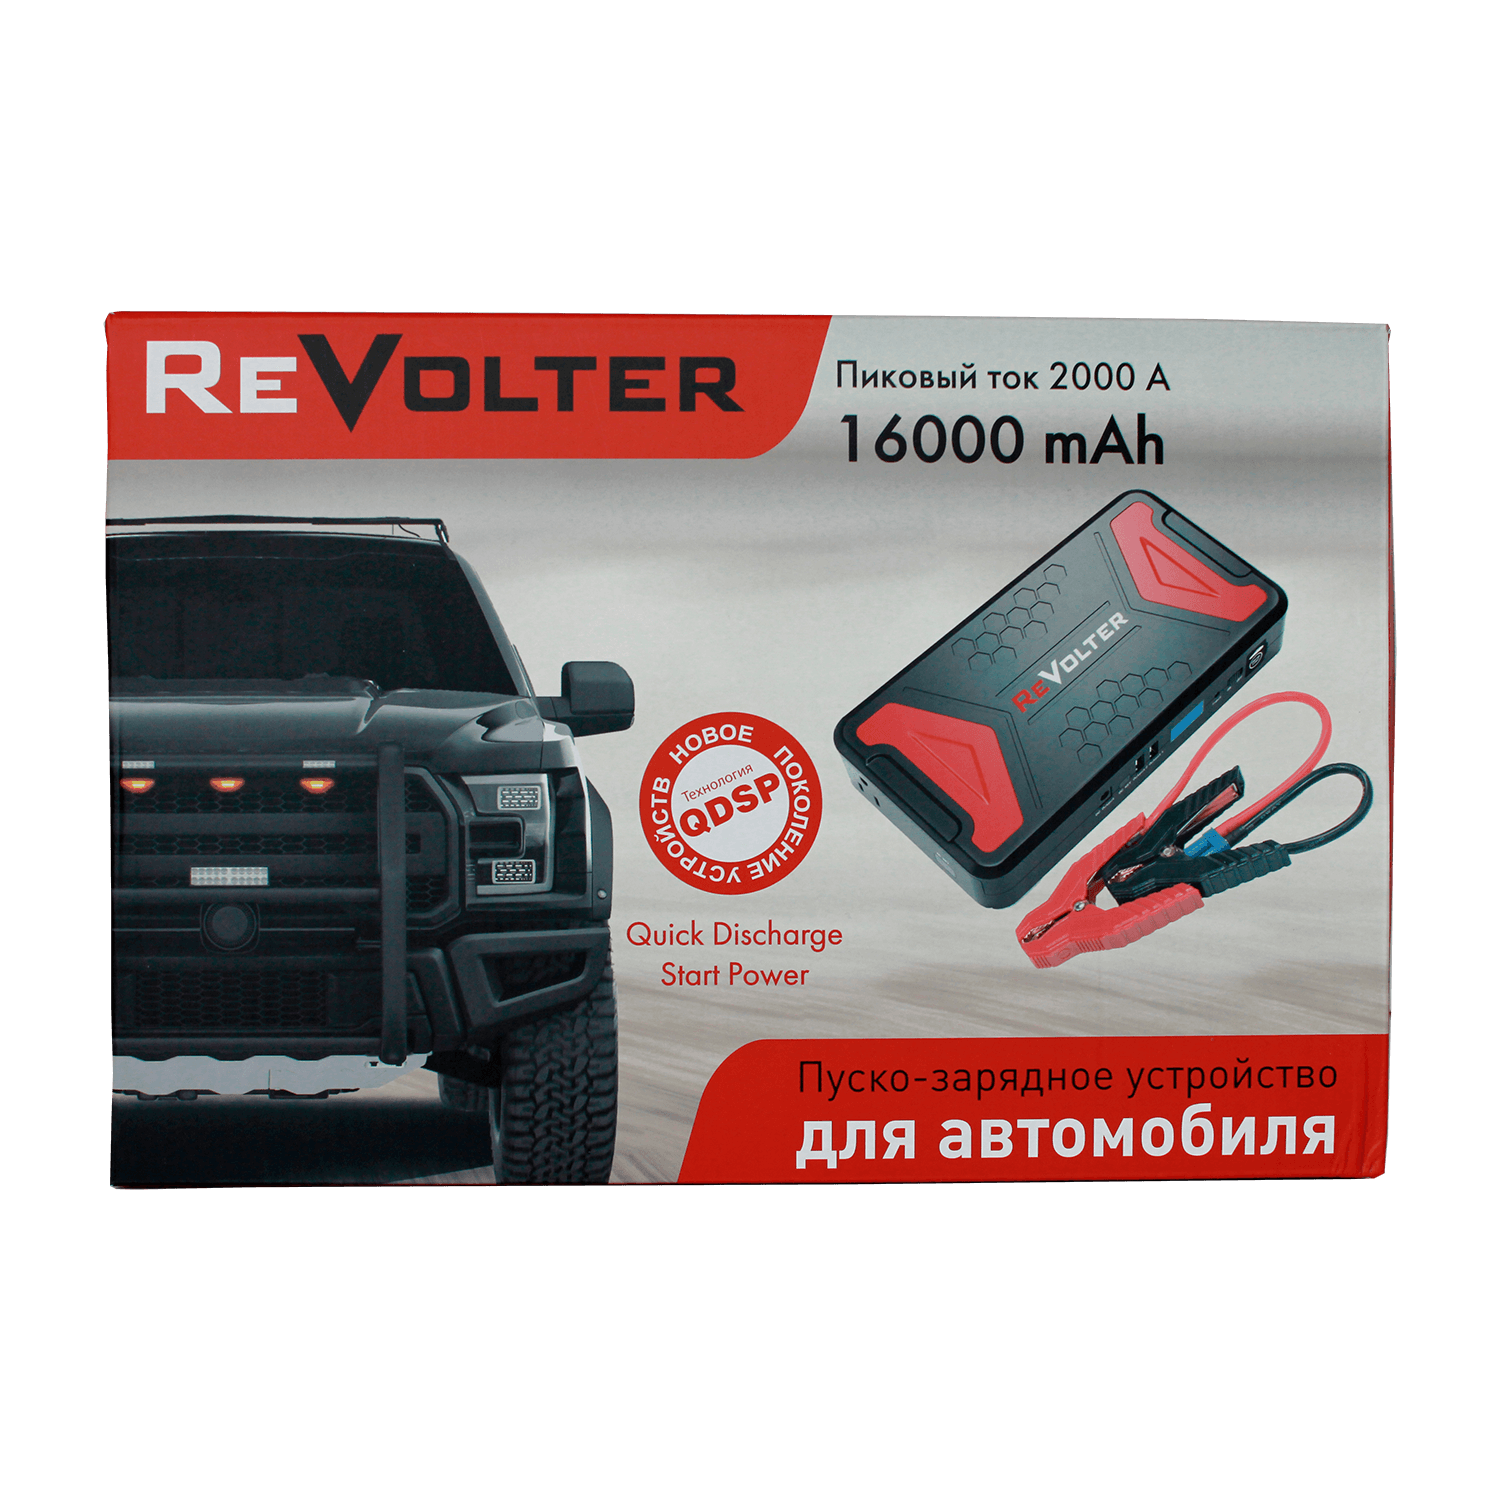 REVOLTER
Пиковый ток 2000 А
16000 mAh
REVOLTER
НОВОЕ ПОКОЛЕНИЕ УСТРОЙСТВ
Технология
QDSP
Quick Discharge
Start Power
Пуско-зарядное устройство
для автомобиля